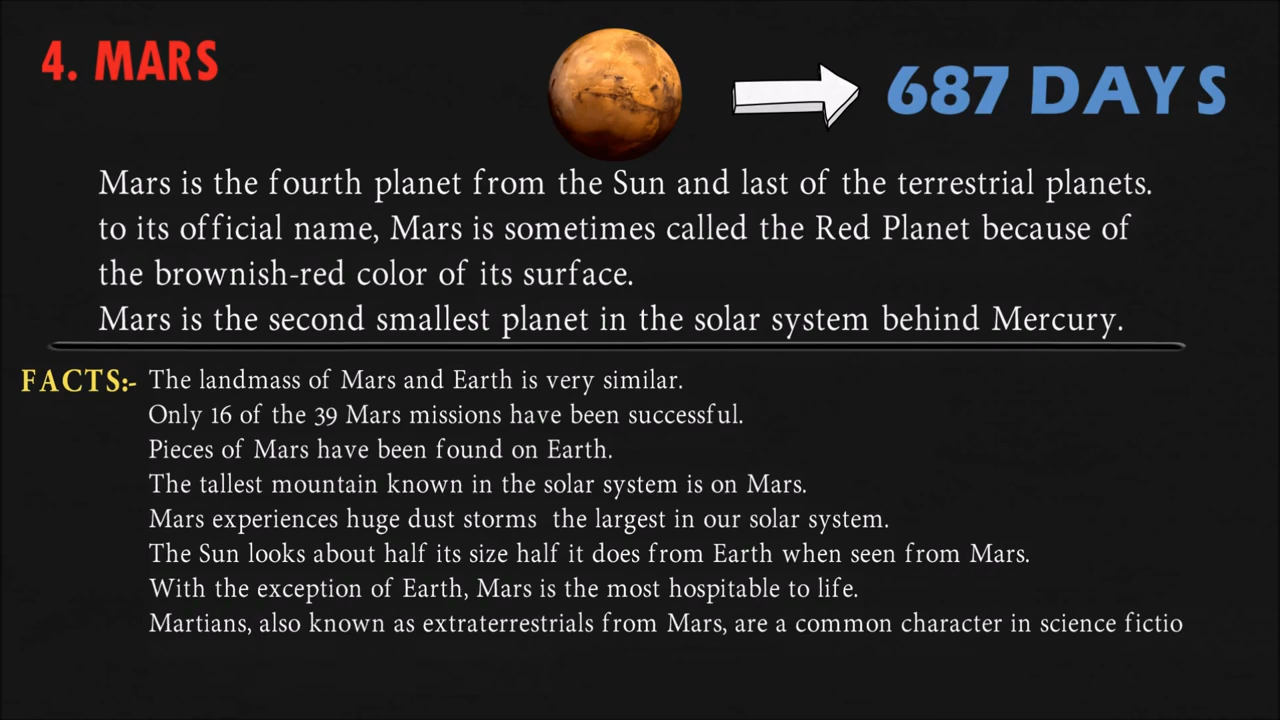 4. MARS
687 DAYS
Mars is the fourth planet from the Sun and last of the terrestrial planets.
to its official name, Mars is sometimes called the Red Planet because of
the brownish-red color of its surface.
Mars is the second smallest planet in the solar system behind Mercury.
FACTS:- The landmass of Mars and Earth is very similar.
Only 16 of the 39 Mars missions have been successful.
Pieces of Mars have been found on Earth.
The tallest mountain known in the solar system is on Mars.
Mars experiences huge dust storms  the largest in our solar system.
The Sun looks about half its size half it does from Earth when seen from Mars.
With the exception of Earth, Mars is the most hospitable to life.
Martians, also known as extraterrestrials from Mars, are a common character in science fictio